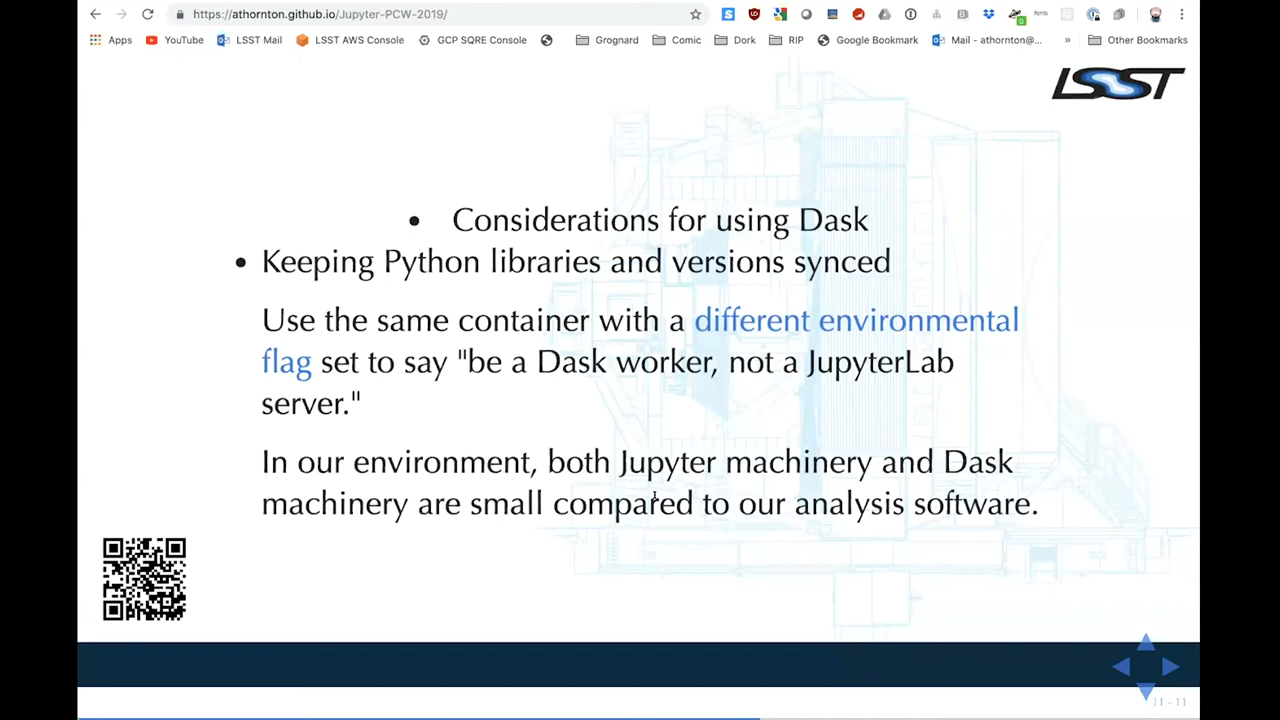 https://athornton.github.io/Jupyter-PCW-2019/
Apps YouTube LSST Mail LSST AWS Console GCP SQRE Console Grognard Comic Dork RIP Google Bookmark Mail - athornton@... » Other Bookmarks
LSST
• Considerations for using Dask
• Keeping Python libraries and versions synced
Use the same container with a different environmental
flag set to say "be a Dask worker, not a JupyterLab
server."
In our environment, both Jupyter machinery and Dask
machinery are small compared to our analysis software.
11 - 11